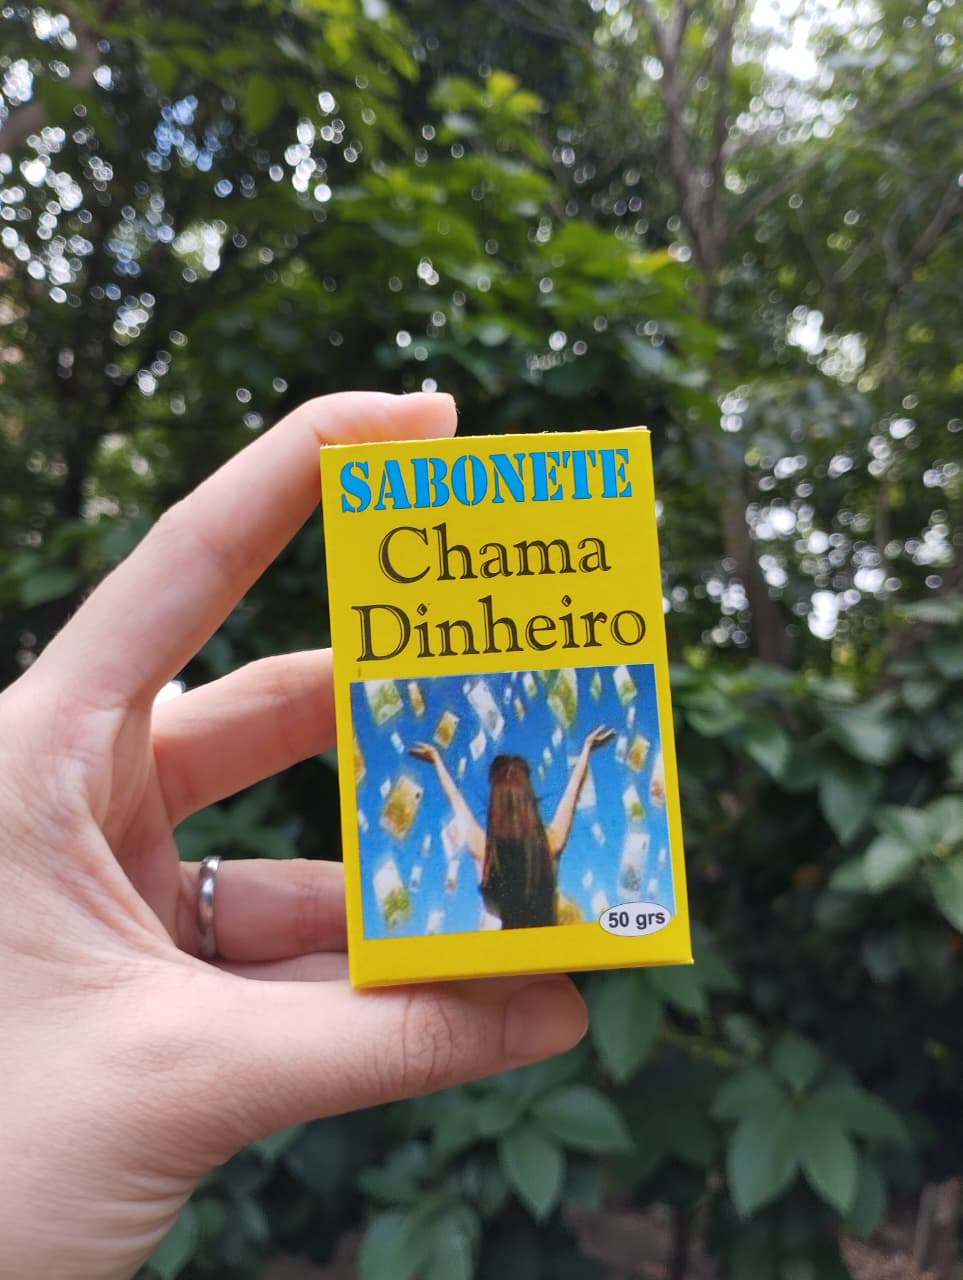 SABONETE
Chama
Dinheiro
50 grs